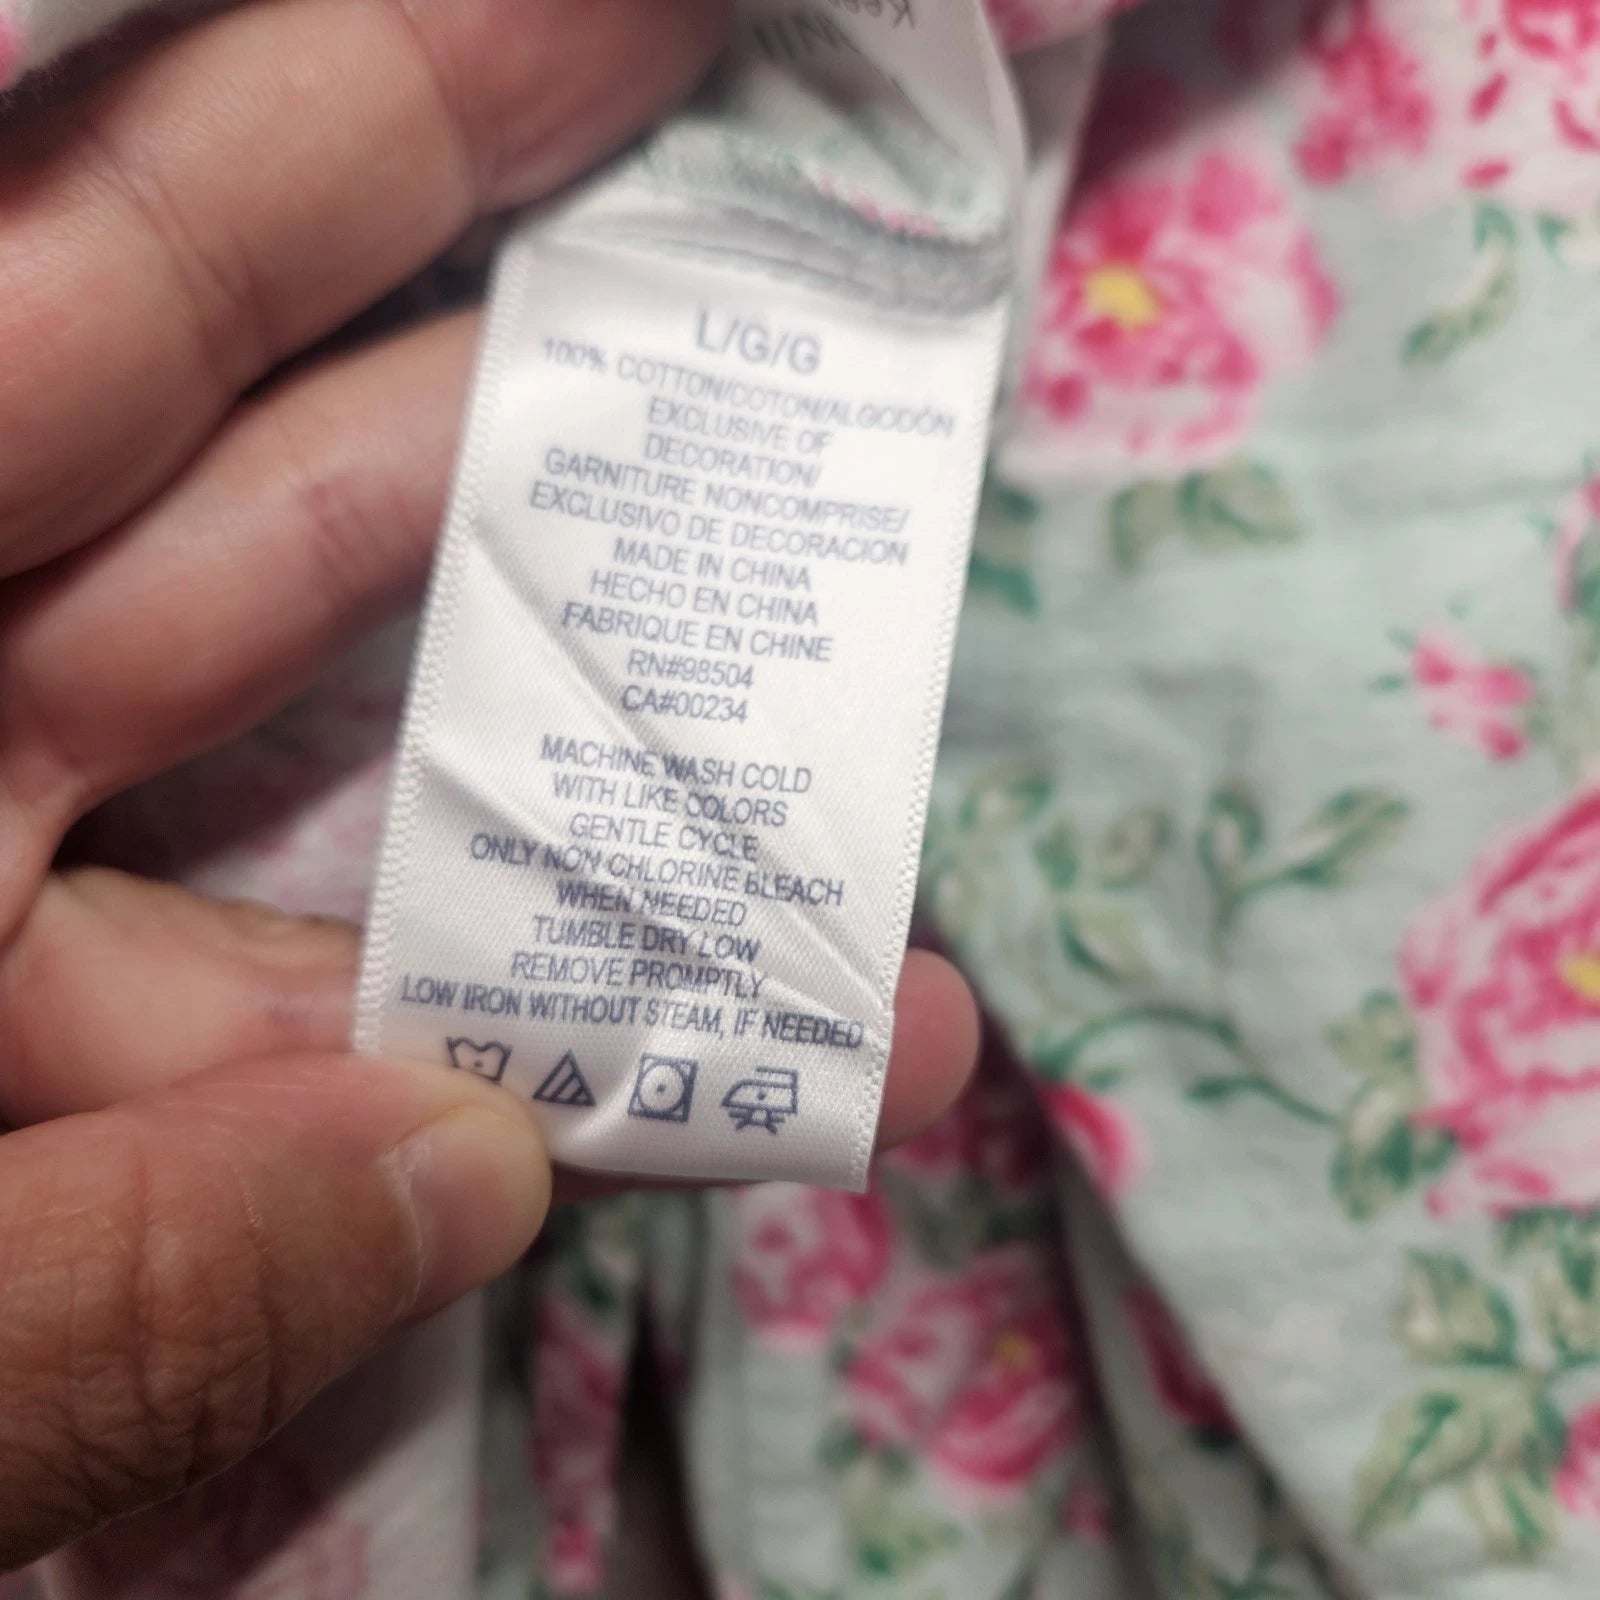 L/G/G
100% COTTON/COTON/ALGODÓN
EXCLUSIVE OF
DECORATION/
GARNITURE NONCOMPRISE/
EXCLUSIVO DE DECORACION
MADE IN CHINA
HECHO EN CHINA
FABRIQUE EN CHINE
RN#98504
CA#00234
MACHINE WASH COLD
WITH LIKE COLORS
GENTLE CYCLE
ONLY NON CHLORINE BLEACH
WHEN NEEDED
TUMBLE DRY LOW
REMOVE PROMPTLY
LOW IRON WITHOUT STEAM, IF NEEDED